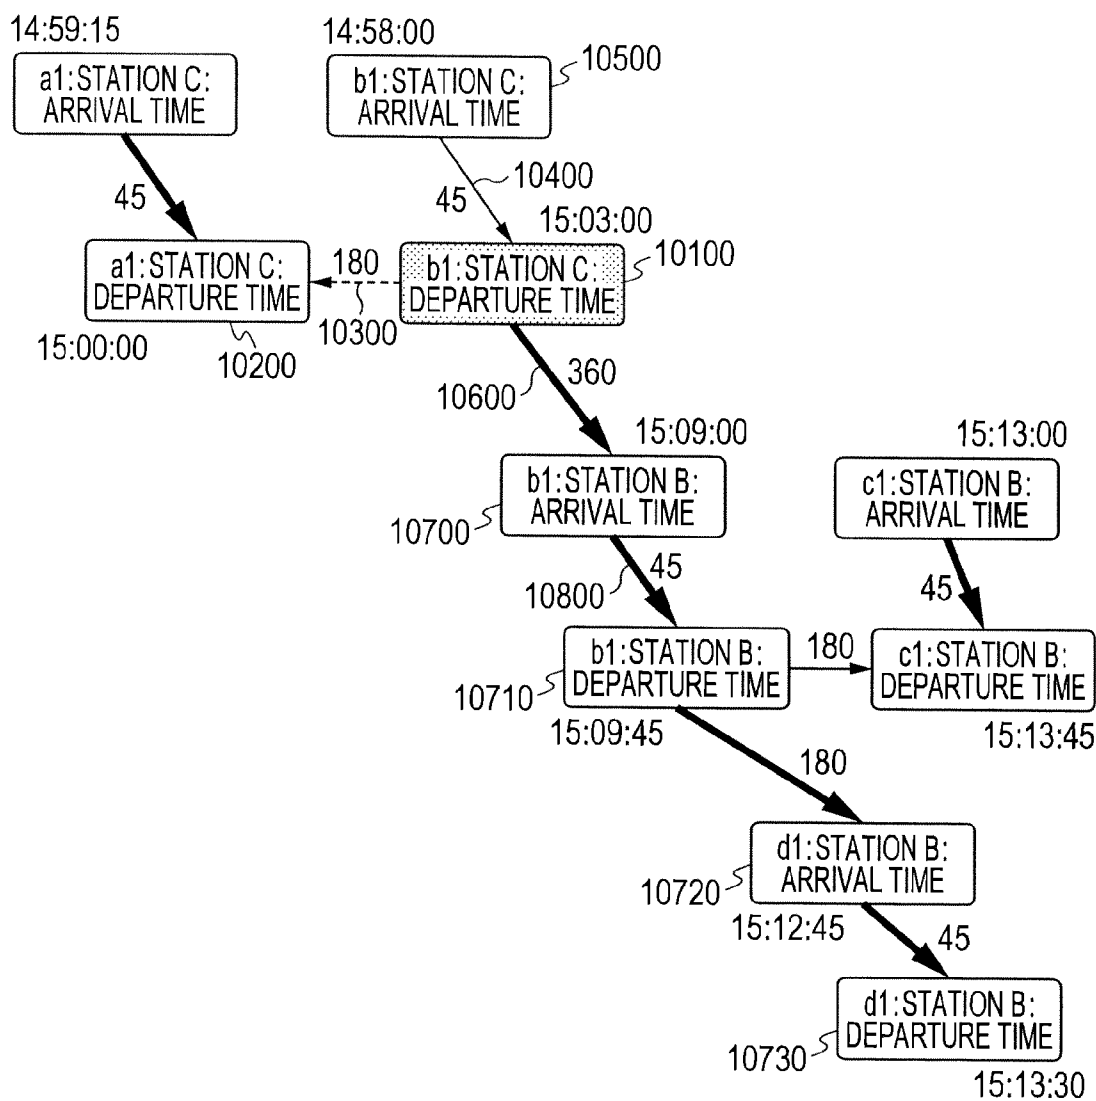 14:59:15
14:58:00
a1:STATION C:
ARRIVAL TIME
b1:STATION C:
ARRIVAL TIME
10500
45
10400
45
15:03:00
a1:STATION C:
DEPARTURE TIME
180
b1:STATION C:
DEPARTURE TIME
10100
10300
15:00:00
10200
10600
360
15:09:00
15:13:00
b1:STATION B:
ARRIVAL TIME
c1:STATION B:
ARRIVAL TIME
10700
10800
45
45
b1:STATION B:
DEPARTURE TIME
180
c1:STATION B:
DEPARTURE TIME
10710
15:09:45
15:13:45
180
d1:STATION B:
ARRIVAL TIME
10720
15:12:45
45
d1:STATION B:
DEPARTURE TIME
10730
15:13:30